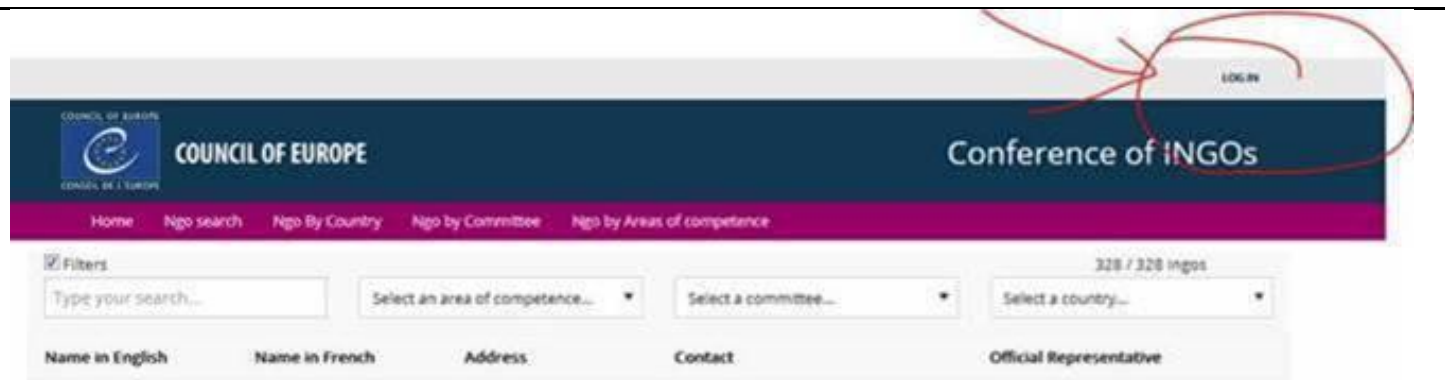 LOG IN
COUNCIL OF EUROPE
COUNCIL OF EUROPE
Conference of INGOs
CONSEIL DE L'EUROPE
Home Ngo search Ngo By Country Ngo by Committee Ngo by Areas of competence
Filters 328 / 328 Ingos
Type your search... Select an area of competence... Select a committee... Select a country...
Name in English Name in French Address Contact Official Representative